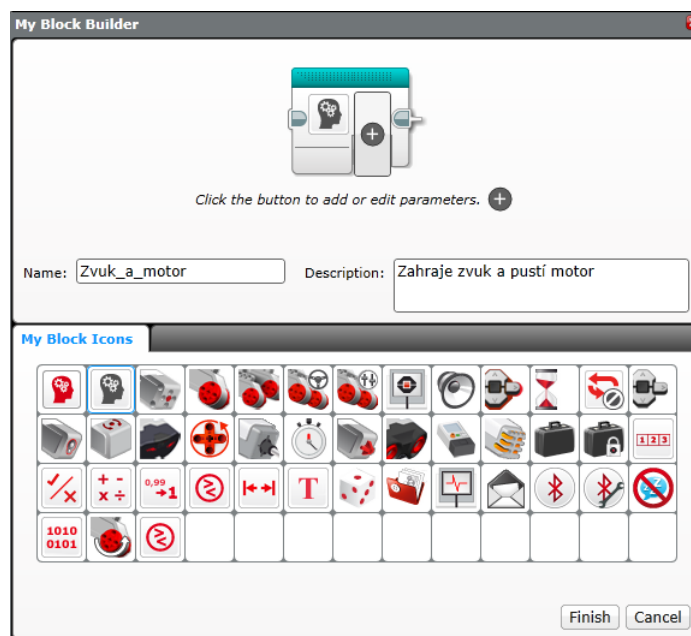 My Block Builder
Click the button to add or edit parameters.
Name: Zvuk_a_motor Description: Zahraje zvuk a pustí motor
My Block Icons
1 2 3
0,99
→1
T
1010
0101
Finish Cancel